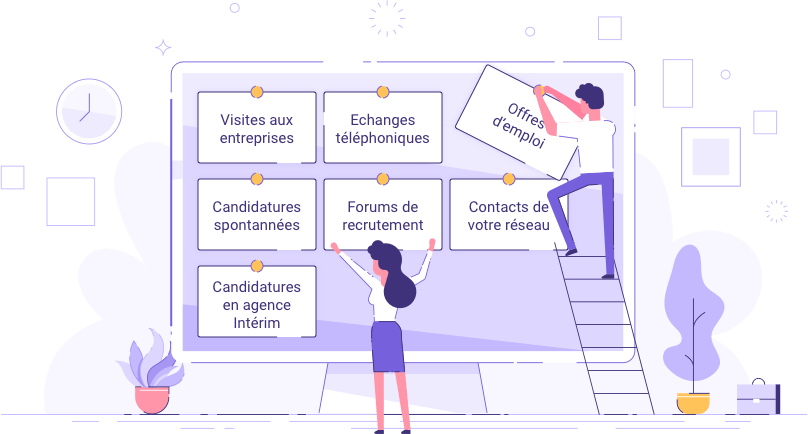 Visites aux
entreprises
Echanges
téléphoniques
Offres
d'emploi
Candidatures
spontannées
Forums de
recrutement
Contacts de
votre réseau
Candidatures
en agence
Intérim